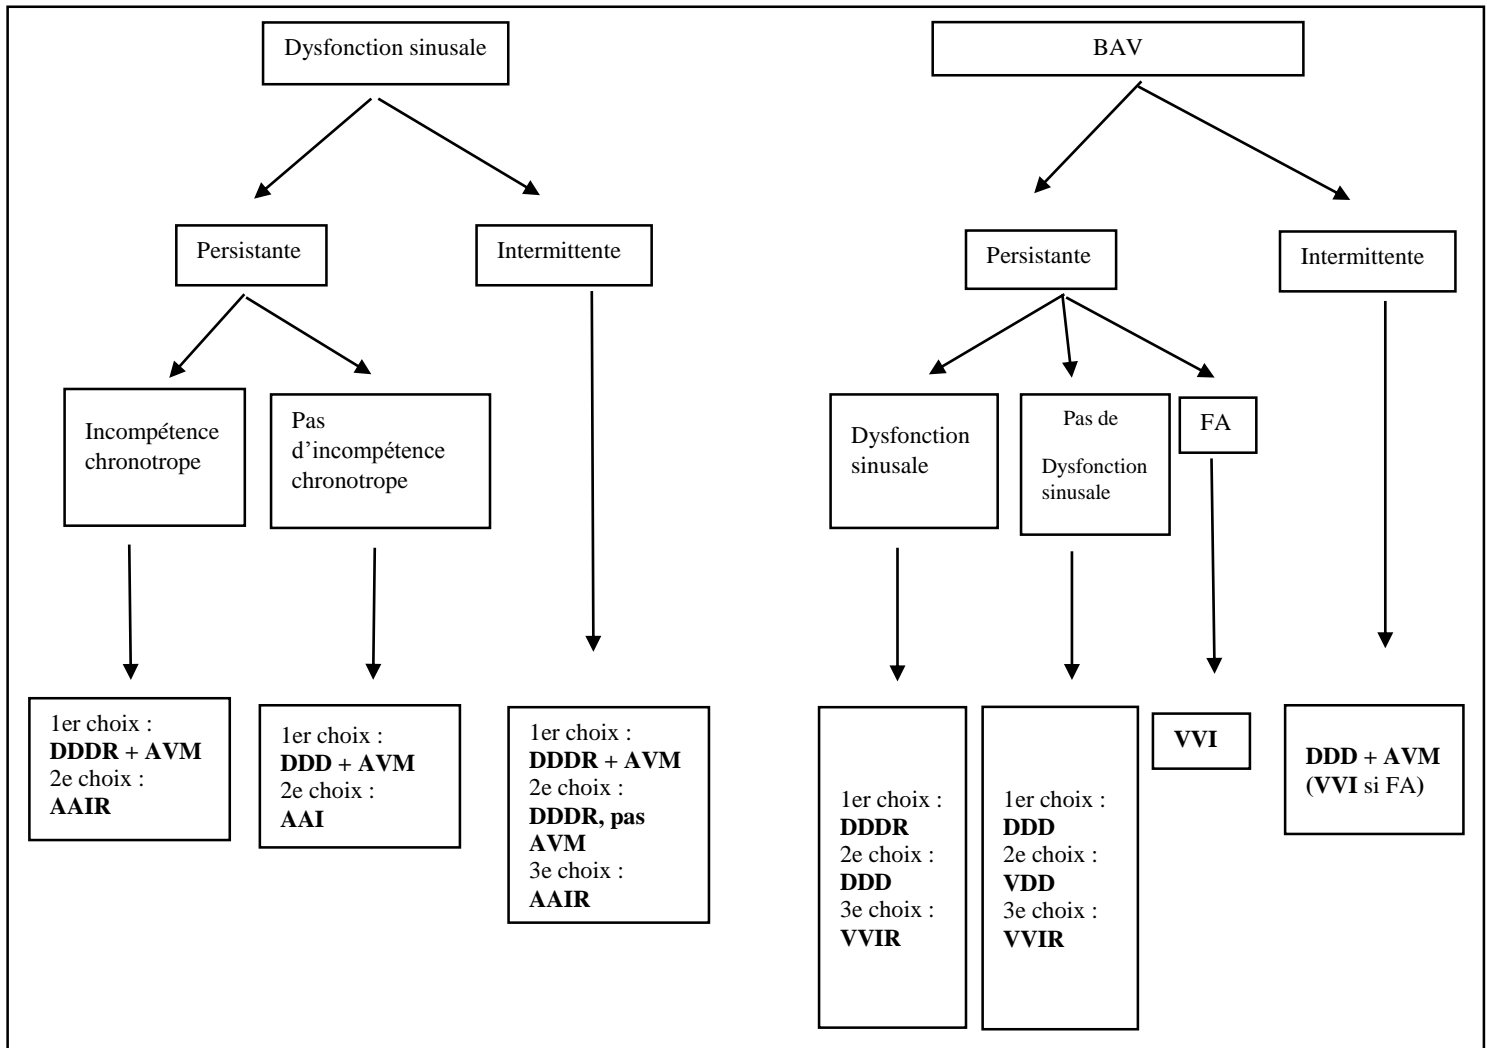 Dysfonction sinusale
BAV
Persistante
Intermittente
Persistante
Intermittente
Incompétence
chronotrope
Pas
d’incompétence
chronotrope
Dysfonction
sinusale
Pas de
Dysfonction
sinusale
FA
1er choix :
DDDR + AVM
2e choix :
AAIR
1er choix :
DDD + AVM
2e choix :
AAI
1er choix :
DDDR + AVM
2e choix :
DDDR, pas
AVM
3e choix :
AAIR
1er choix :
DDDR
2e choix :
DDD
3e choix :
VVIR
1er choix :
DDD
2e choix :
VDD
3e choix :
VVIR
VVI
DDD + AVM
(VVI si FA)